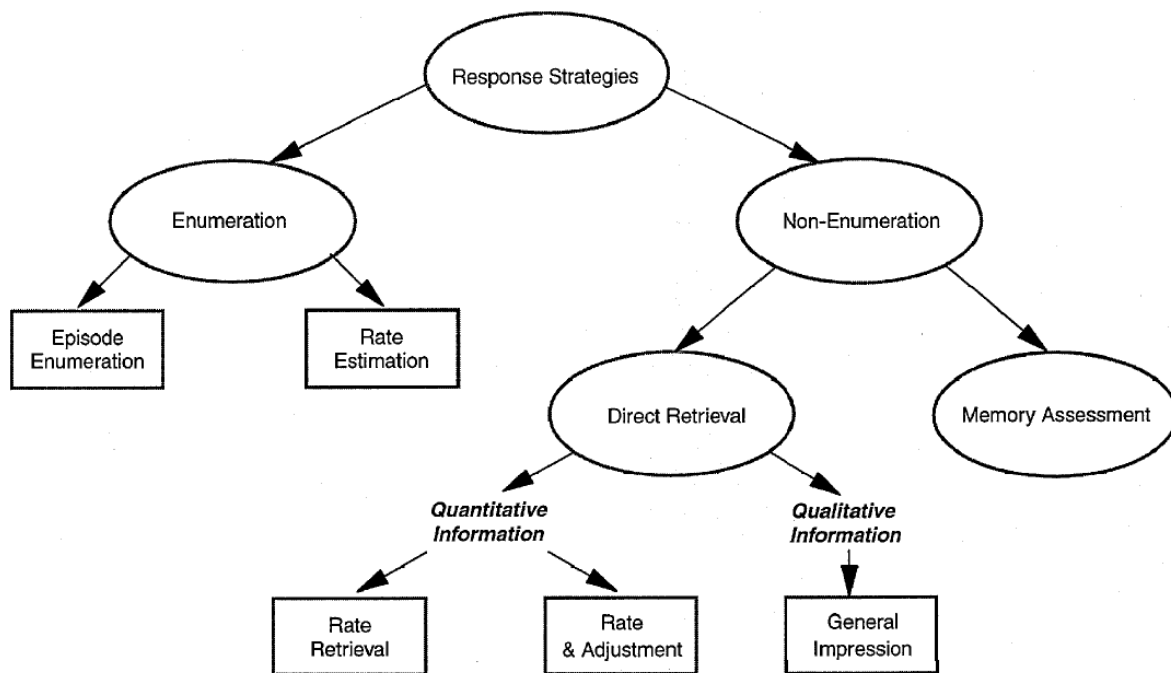 Response Strategies
Enumeration
Non-Enumeration
Episode
Enumeration
Rate
Estimation
Direct Retrieval
Memory Assessment
Quantitative
Information
Qualitative
Information
Rate
Retrieval
Rate
& Adjustment
General
Impression